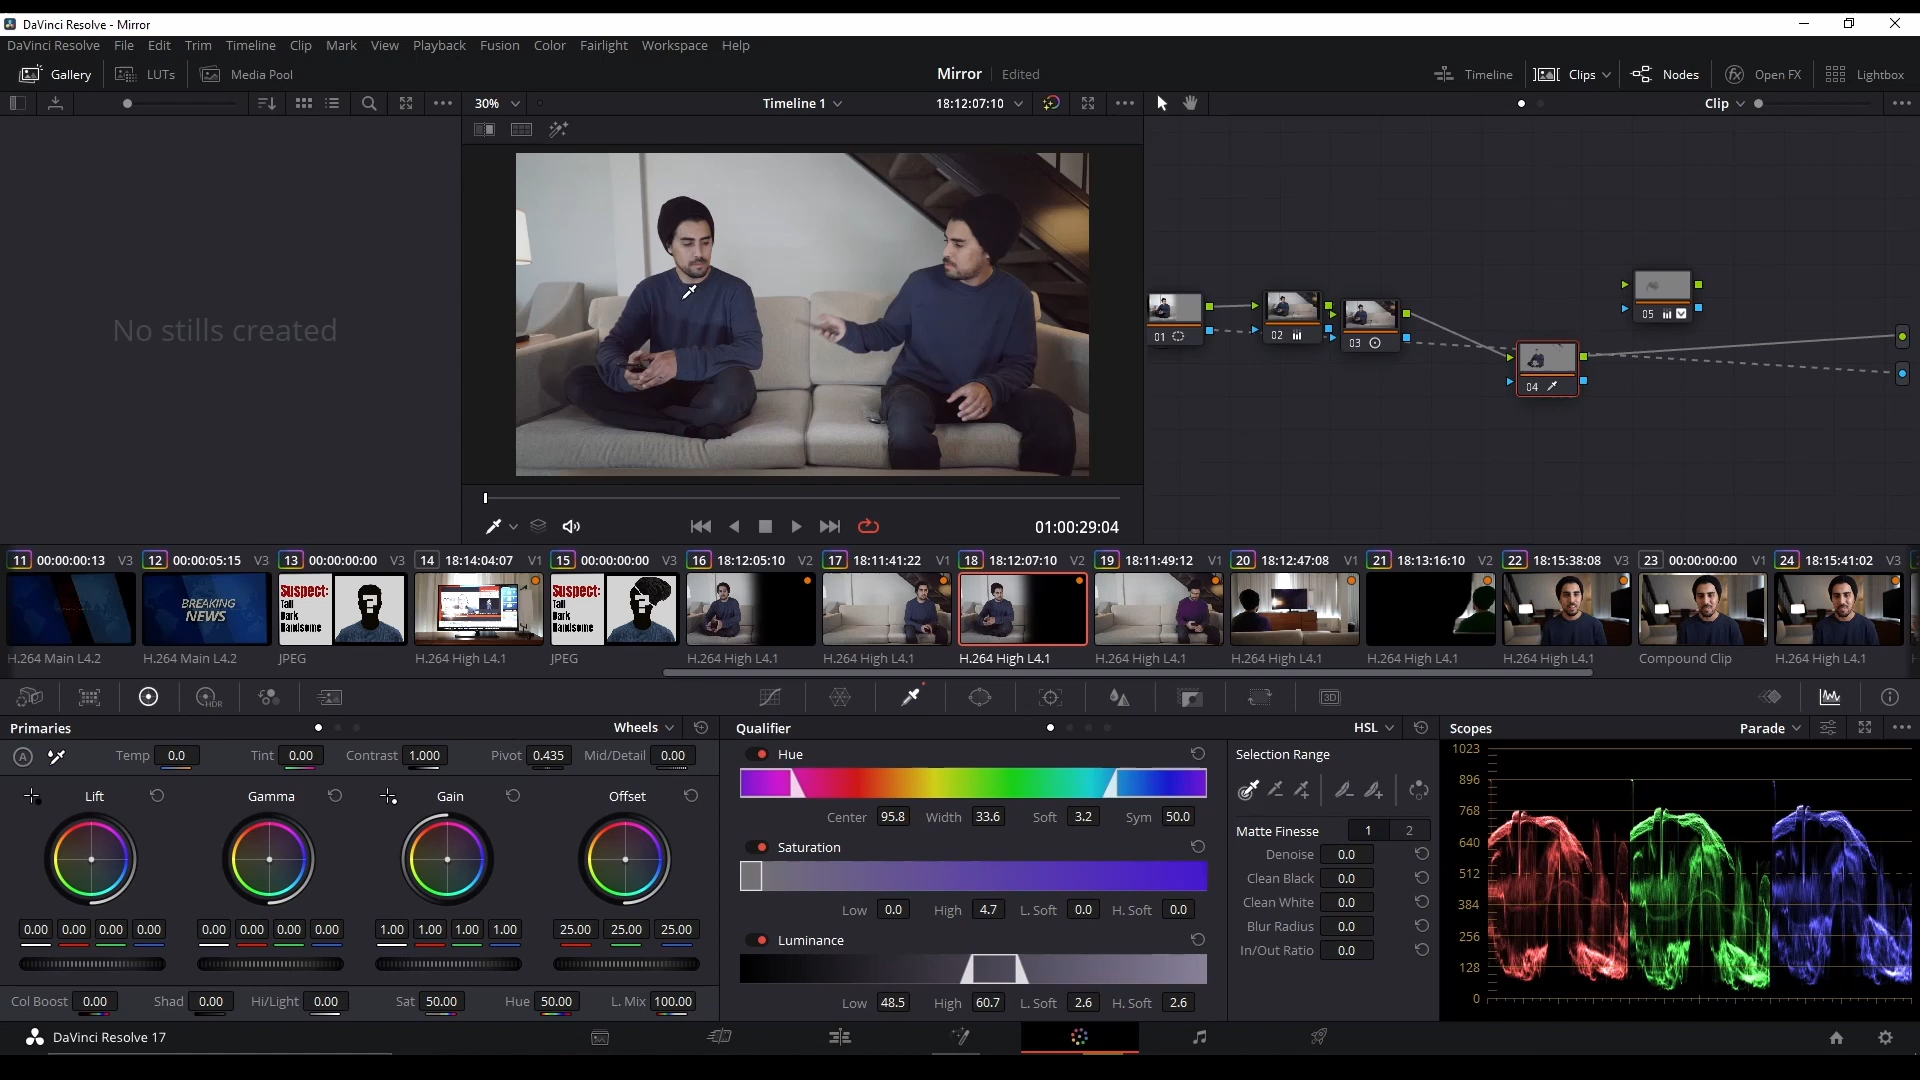 DaVinci Resolve - Mirror
DaVinci Resolve File Edit Trim Timeline Clip Mark View Playback Fusion Color Fairlight Workspace Help
Gallery LUTs Media Pool Mirror Edited Timeline Clips Nodes Open FX Lightbox
30% Timeline 1 18:12:07:10 Clip
No stills created
01 02 03 04 05
01:00:29:04
11 00:00:00:13 V3 12 00:00:05:15 V3 13 00:00:00:00 V3 14 18:14:04:07 V1 15 00:00:00:00 V3 16 18:12:05:10 V2 17 18:11:41:22 V1 18 18:12:07:10 V2 19 18:11:49:12 V1 20 18:12:47:08 V1 21 18:13:16:10 V2 22 18:15:38:08 V3 23 00:00:00:00 V1 24 18:15:41:02 V3
BREAKING
NEWS
Suspect:
Tall
Dark
Handsome
?
Suspect:
Tall
Dark
Handsome
?
H.264 Main L4.2 H.264 Main L4.2 JPEG H.264 High L4.1 JPEG H.264 High L4.1 H.264 High L4.1 H.264 High L4.1 H.264 High L4.1 H.264 High L4.1 H.264 High L4.1 H.264 High L4.1 Compound Clip H.264 High L4.1
HDR 3D
Primaries Wheels Qualifier HSL Scopes Parade
A Temp 0.0 Tint 0.00 Contrast 1.000 Pivot 0.435 Mid/Detail 0.00
Lift Gamma Gain Offset
0.00 0.00 0.00 0.00 0.00 0.00 0.00 0.00 1.00 1.00 1.00 1.00 25.00 25.00 25.00
Col Boost 0.00 Shad 0.00 Hi/Light 0.00 Sat 50.00 Hue 50.00 L. Mix 100.00
Hue
Center 95.8 Width 33.6 Soft 3.2 Sym 50.0
Saturation
Low 0.0 High 4.7 L. Soft 0.0 H. Soft 0.0
Luminance
Low 48.5 High 60.7 L. Soft 2.6 H. Soft 2.6
Selection Range
Matte Finesse 1 2
Denoise 0.0
Clean Black 0.0
Clean White 0.0
Blur Radius 0.0
In/Out Ratio 0.0
1023
896
768
640
512
384
256
128
0
DaVinci Resolve 17